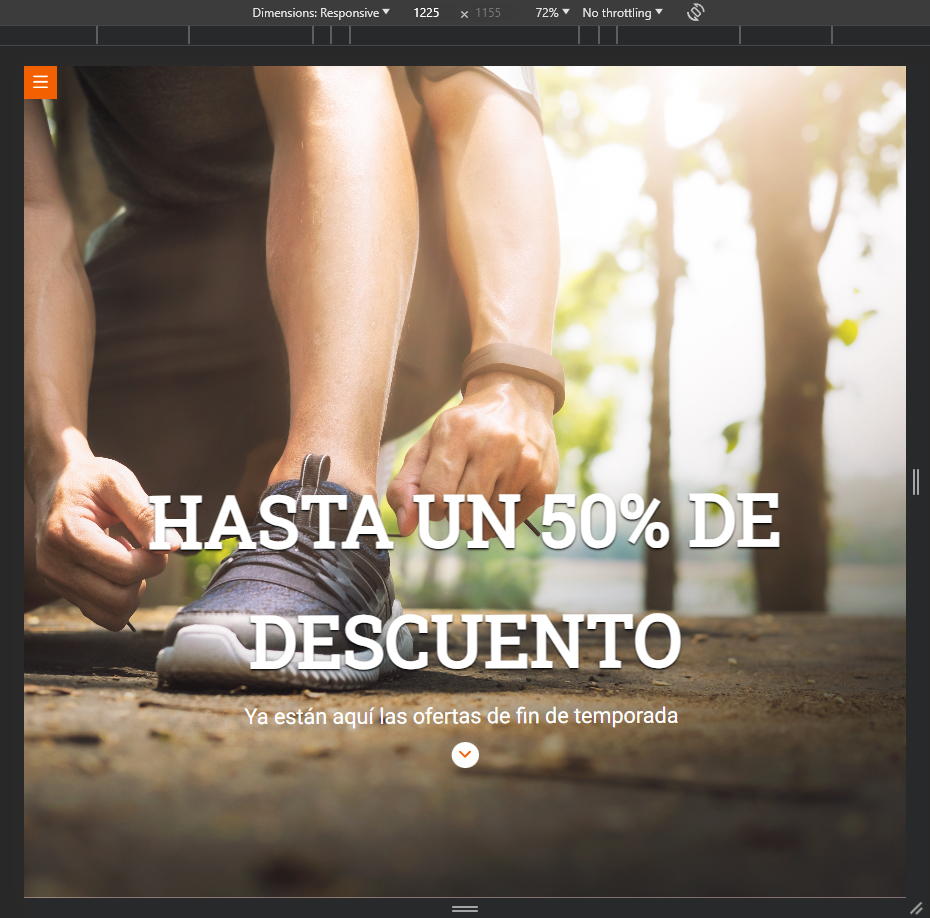 Dimensions: Responsive 1225 × 1155 72% No throttling
HASTA UN 50% DE
DESCUENTO
Ya están aquí las ofertas de fin de temporada